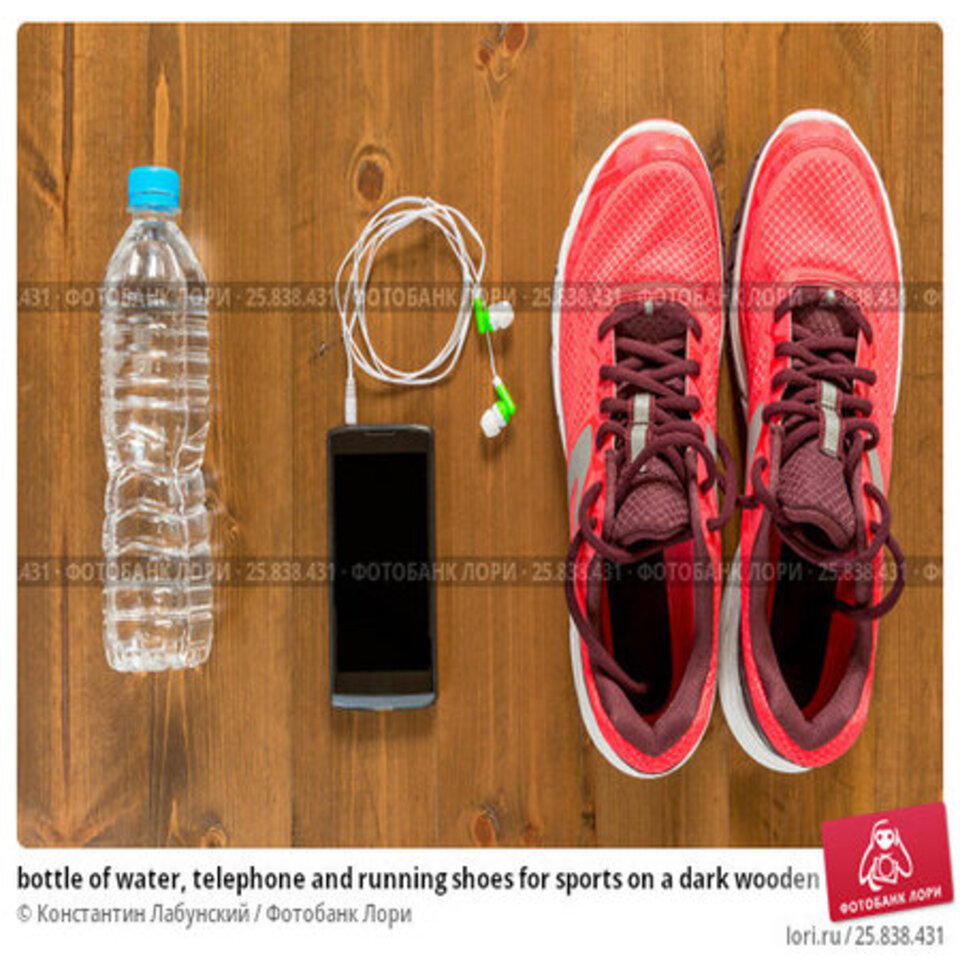 .431 · ФОТОБАНК ЛОРИ · 25.838.431 · ФОТОБАНК ЛОРИ · 25.838.431 · ФОТОБАНК ЛОРИ · 25.838.431 · ФО
431 · ФОТОБАНК ЛОРИ · 25.838.431 · ФОТОБАНК ЛОРИ · 25.838.431 · ФОТОБАНК ЛОРИ · 25.838.431 · ФОТ
bottle of water, telephone and running shoes for sports on a dark wooden
© Константин Лабунский / Фотобанк Лори
ФОТОБАНК ЛОРИ
lori.ru / 25.838.431